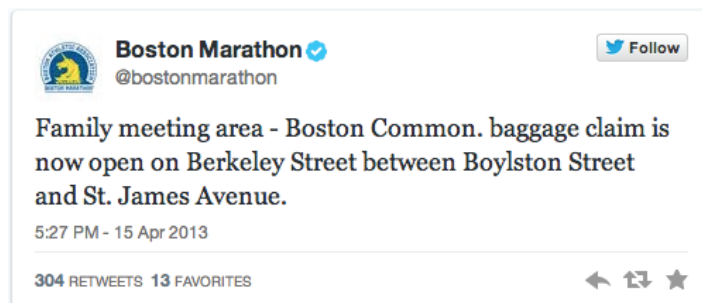 Boston Marathon
Follow
@bostonmarathon
Family meeting area - Boston Common. baggage claim is
now open on Berkeley Street between Boylston Street
and St. James Avenue.
5:27 PM - 15 Apr 2013
304 RETWEETS 13 FAVORITES